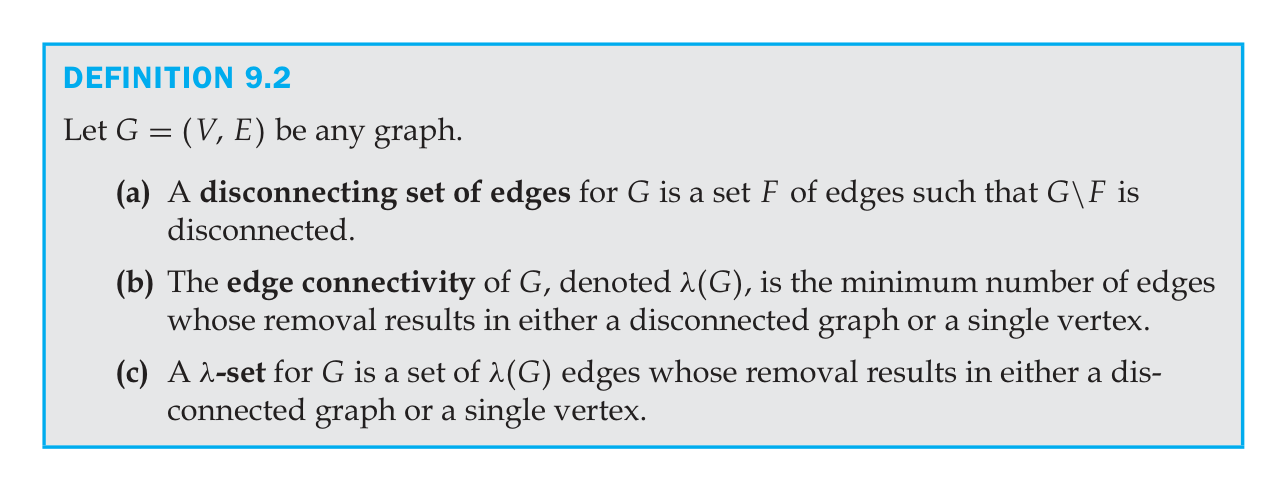 DEFINITION 9.2
Let G = (V, E) be any graph.
(a) A disconnecting set of edges for G is a set F of edges such that G\F is
disconnected.
(b) The edge connectivity of G, denoted λ(G), is the minimum number of edges
whose removal results in either a disconnected graph or a single vertex.
(c) A λ-set for G is a set of λ(G) edges whose removal results in either a dis-
connected graph or a single vertex.